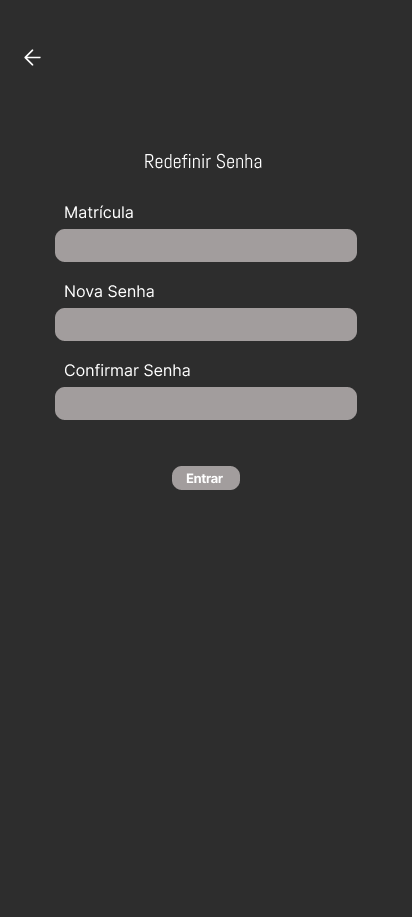 Redefinir Senha
Matrícula
Nova Senha
Confirmar Senha
Entrar